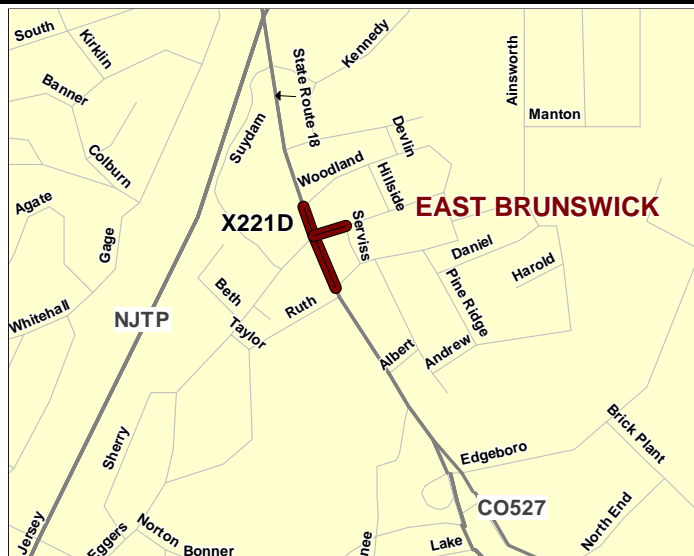 South
Kirklin
Kennedy
Ainsworth
Banner
State Route 18
Manton
Suydam
Devlin
Colburn
Woodland
Hillside
Agate
EAST BRUNSWICK
X221D
Serviss
Gage
Daniel
Harold
Pine Ridge
Beth
Whitehall
NJTP
Ruth
Taylor
Albert
Andrew
Brick Plant
Sherry
Edgeboro
CO527
Jersey
Eggers
Norton
Bonner
nee
Lake
North End